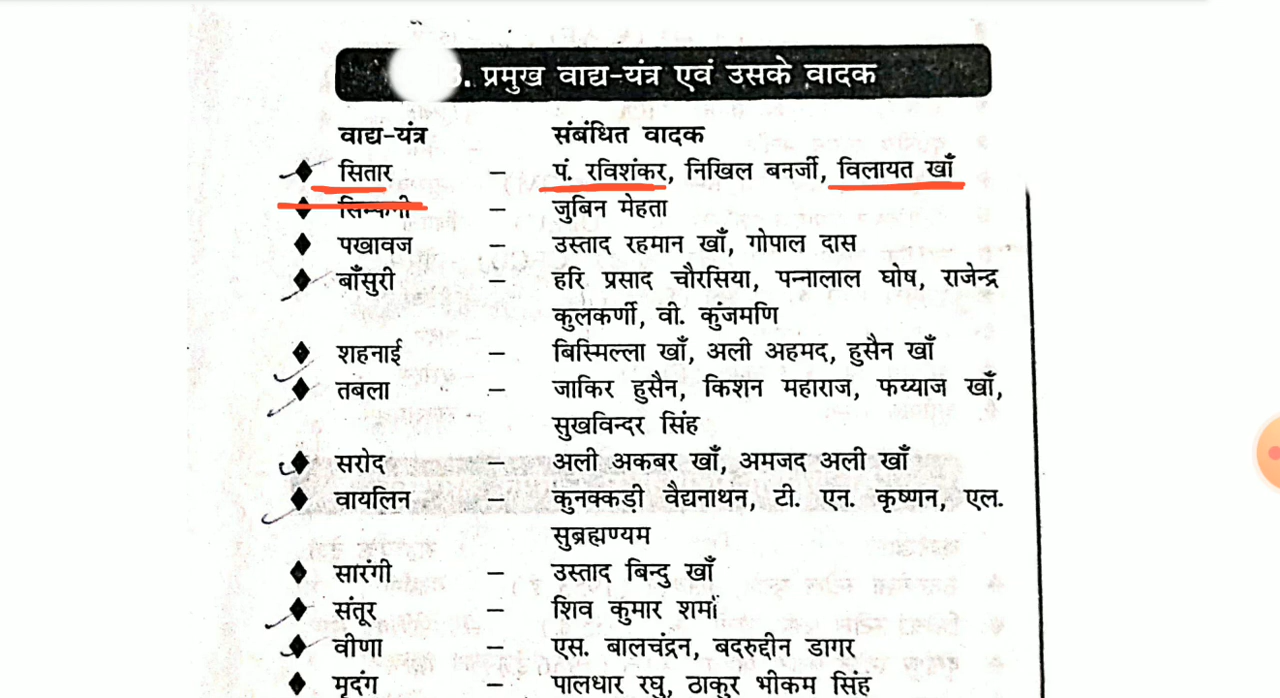 3. प्रमुख वाद्य-यंत्र एवं उसके वादक
वाद्य-यंत्र संबंधित वादक
सितार – पं. रविशंकर, निखिल बनर्जी, विलायत खाँ
सिम्फनी – जुबिन मेहता
पखावज – उस्ताद रहमान खाँ, गोपाल दास
बाँसुरी – हरि प्रसाद चौरसिया, पन्नालाल घोष, राजेन्द्र
कुलकर्णी, वी. कुंजमणि
शहनाई – बिस्मिल्ला खाँ, अली अहमद, हुसैन खाँ
तबला – जाकिर हुसैन, किशन महाराज, फय्याज खाँ,
सुखविन्दर सिंह
सरोद – अली अकबर खाँ, अमजद अली खाँ
वायलिन – कुनक्कड़ी वैद्यनाथन, टी. एन. कृष्णन, एल.
सुब्रह्मण्यम
सारंगी – उस्ताद बिन्दु खाँ
संतूर – शिव कुमार शर्मा
वीणा – एस. बालचंद्रन, बदरुद्दीन डागर
मृदंग – पालधार रघु, ठाकुर भीकम सिंह